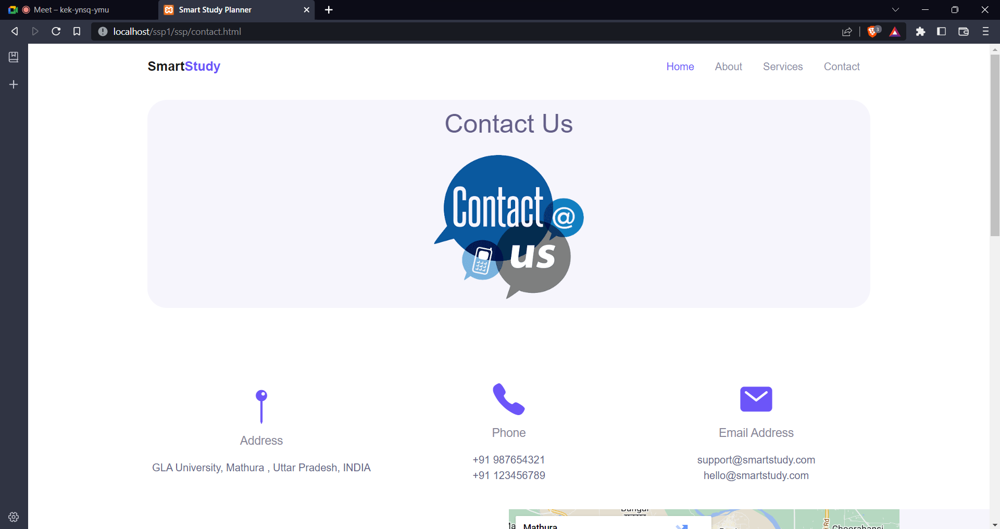 Meet – kek-ynsq-ymu
Smart Study Planner
localhost/ssp1/ssp/contact.html
3
SmartStudy
Home About Services Contact
Contact Us
Contact
@
us
Address
GLA University, Mathura , Uttar Pradesh, INDIA
Phone
+91 987654321
+91 123456789
Email Address
support@smartstudy.com
hello@smartstudy.com
Mathura
Rd